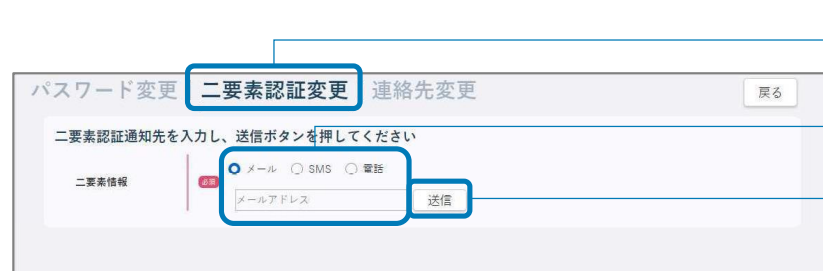 パスワード変更 二要素認証変更 連絡先変更 戻る
二要素認証通知先を入力し、送信ボタンを押してください
二要素情報 必須 メール SMS 電話
メールアドレス 送信